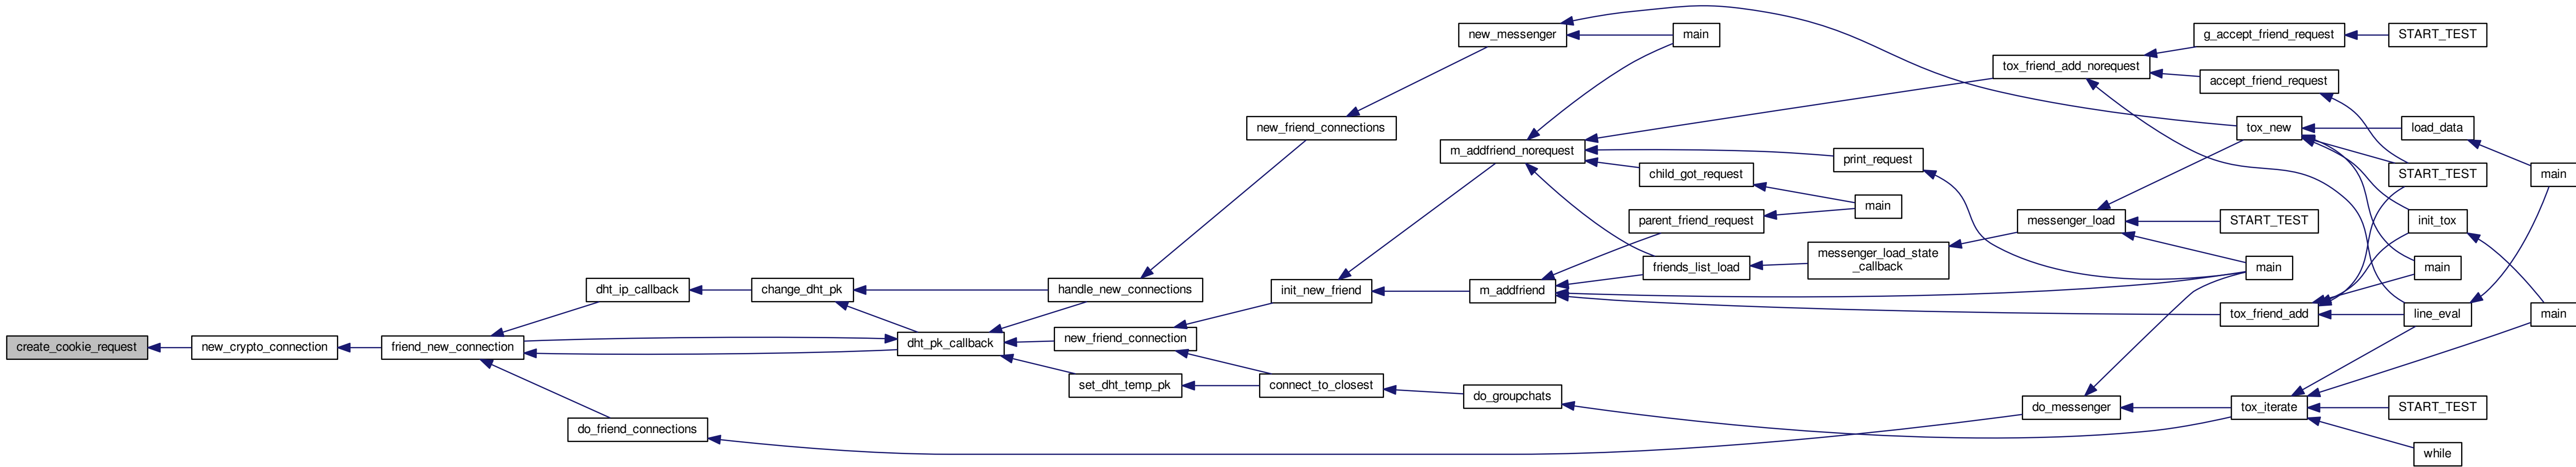 create_cookie_request
new_crypto_connection
friend_new_connection
dht_ip_callback
do_friend_connections
change_dht_pk
dht_pk_callback
handle_new_connections
new_friend_connection
set_dht_temp_pk
new_friend_connections
init_new_friend
connect_to_closest
new_messenger
m_addfriend_norequest
m_addfriend
do_groupchats
main
child_got_request
parent_friend_request
friends_list_load
print_request
main
messenger_load_state
_callback
tox_friend_add_norequest
messenger_load
do_messenger
g_accept_friend_request
accept_friend_request
tox_new
START_TEST
main
tox_friend_add
tox_iterate
START_TEST
load_data
START_TEST
init_tox
main
line_eval
START_TEST
while
main
main